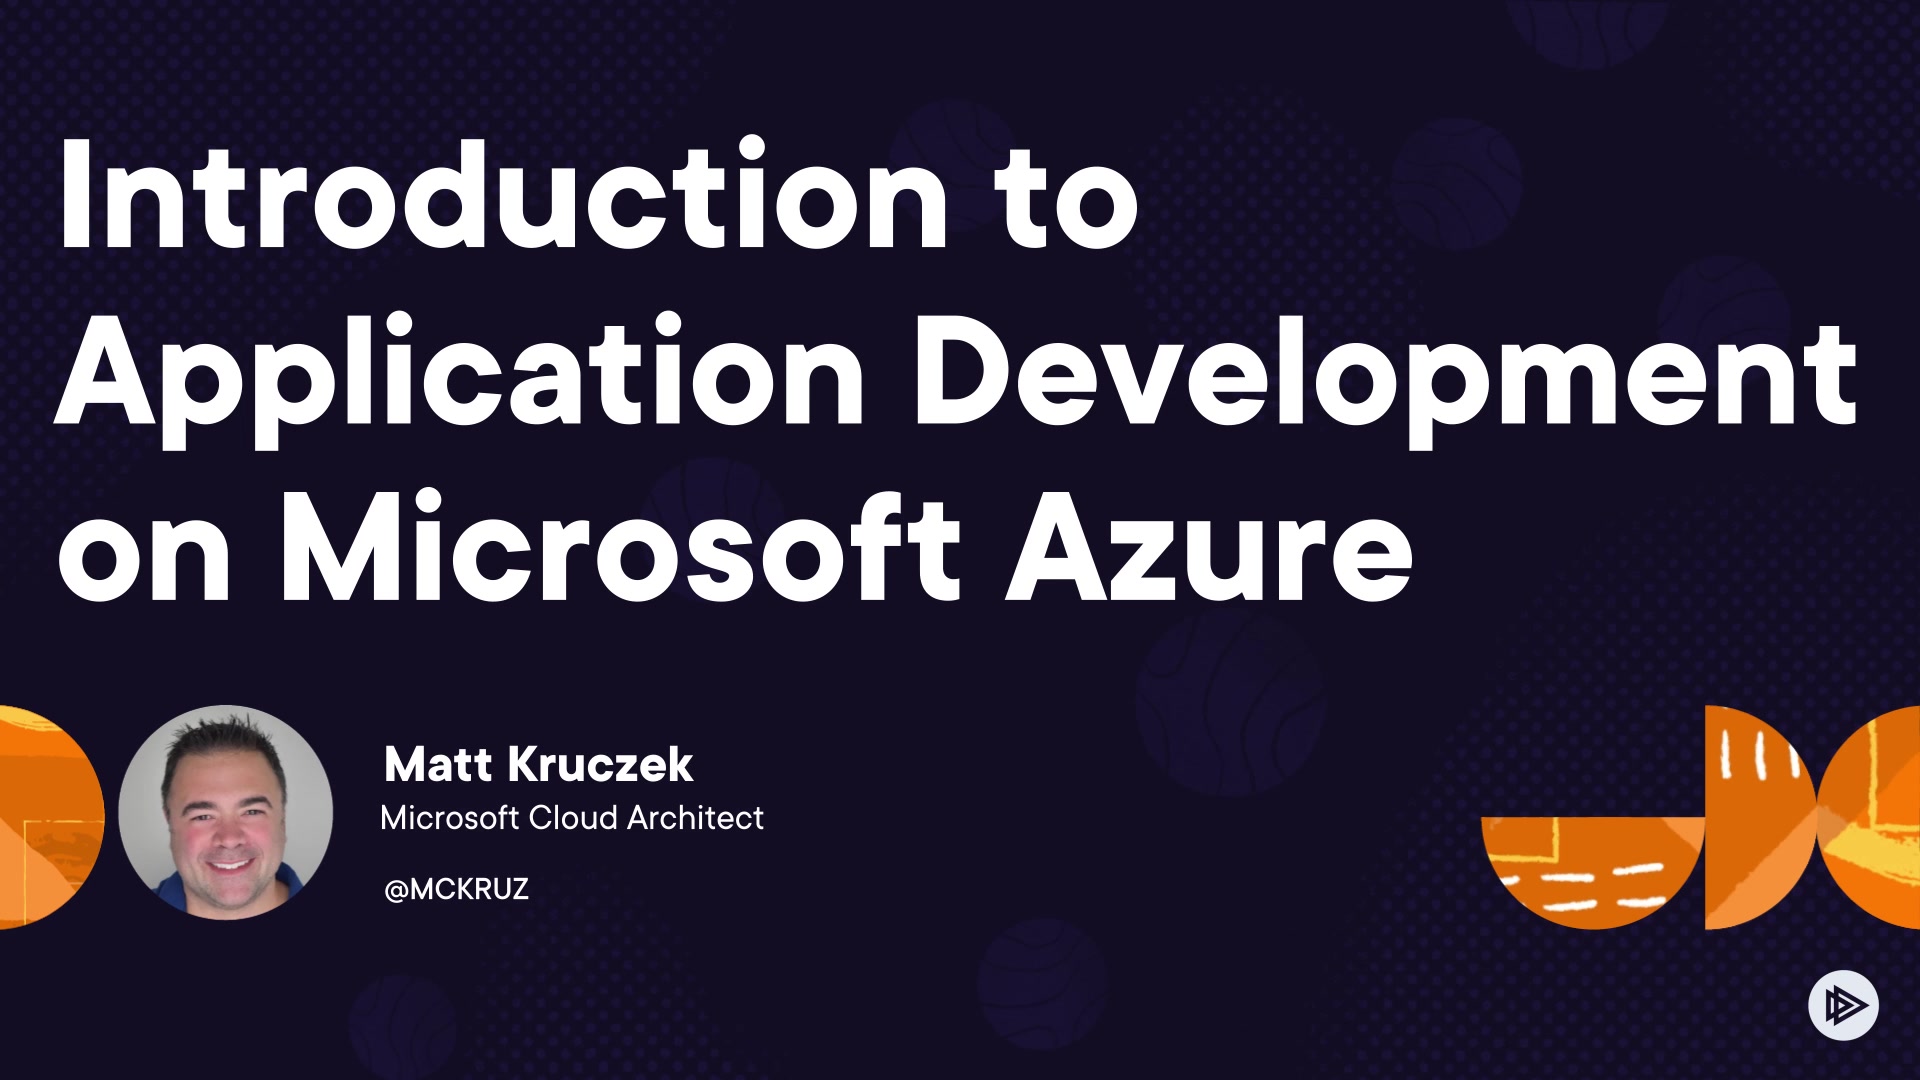 Introduction to
Application Development
on Microsoft Azure
Matt Kruczek
Microsoft Cloud Architect
@MCKRUZ